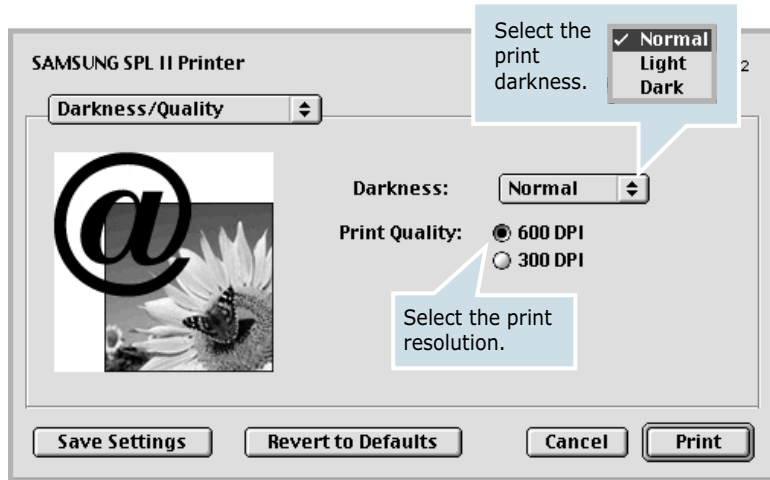 SAMSUNG SPL II Printer
2
Select the
print
darkness.
✓ Normal
Light
Dark
Darkness/Quality
@
Darkness: Normal
Print Quality: 600 DPI
300 DPI
Select the print
resolution.
Save Settings Revert to Defaults Cancel Print